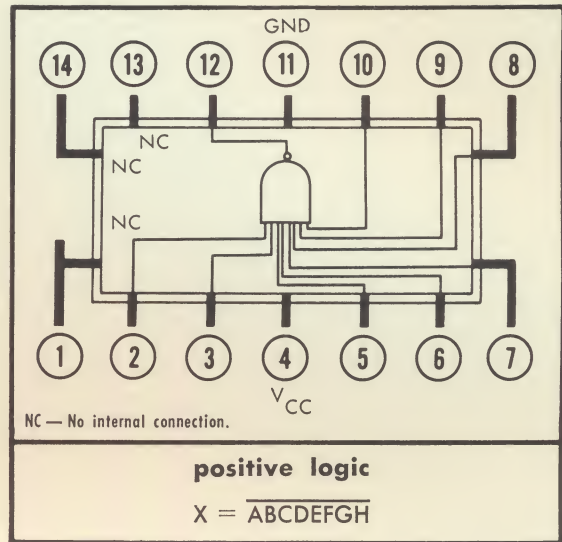 GND
14 13 12 11 10 9 8
NC
NC
NC
1 2 3 4 5 6 7
VCC
NC — No internal connection.
positive logic
X = \overline{ABCDEFGH}